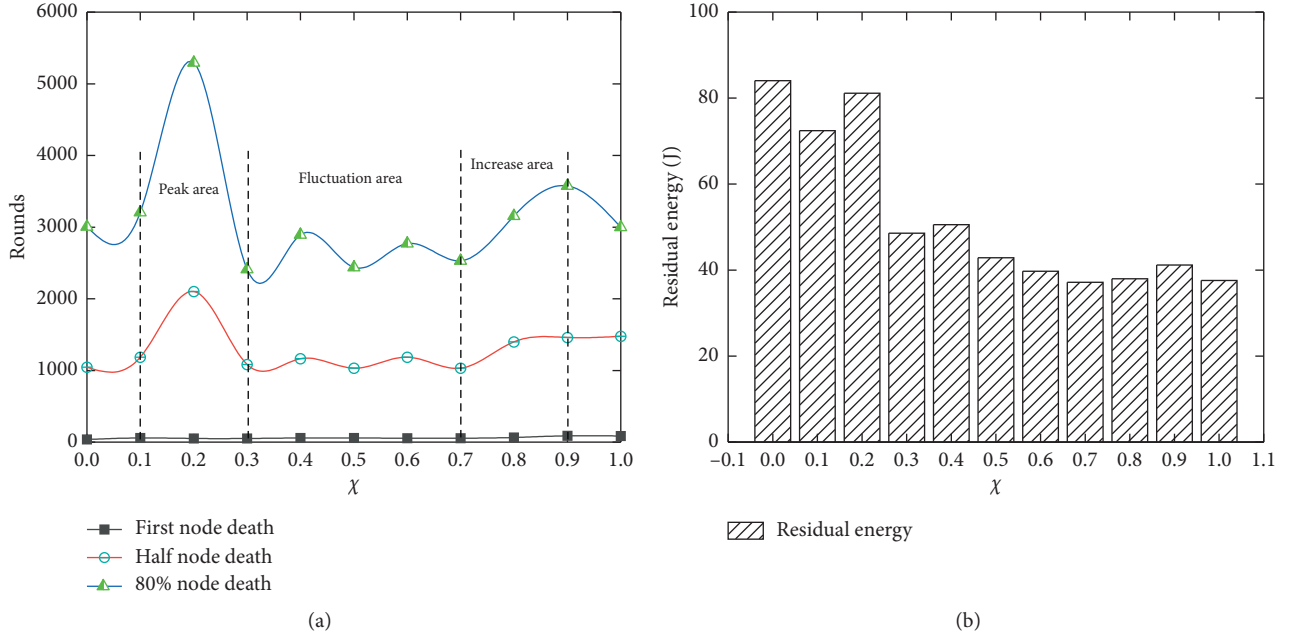 6000
5000
4000
3000
2000
1000
0
Rounds
Peak area
Fluctuation area
Increase area
0.0 0.1 0.2 0.3 0.4 0.5 0.6 0.7 0.8 0.9 1.0
χ
First node death
Half node death
80% node death
(a)
100
80
60
40
20
0
Residual energy (J)
−0.1 0.0 0.1 0.2 0.3 0.4 0.5 0.6 0.7 0.8 0.9 1.0 1.1
χ
Residual energy
(b)